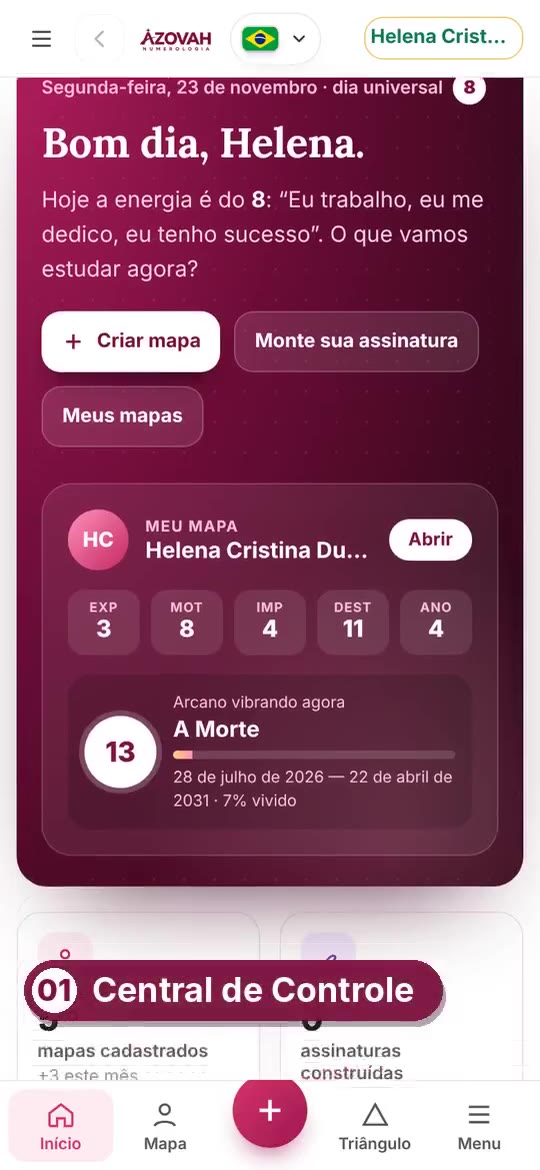 AZOVAH
NUMEROLOGIA
Helena Crist...
Segunda-feira, 23 de novembro · dia universal 8
Bom dia, Helena.
Hoje a energia é do 8: “Eu trabalho, eu me
dedico, eu tenho sucesso”. O que vamos
estudar agora?
+ Criar mapa
Monte sua assinatura
Meus mapas
HC
MEU MAPA
Helena Cristina Du...
Abrir
EXP
3
MOT
8
IMP
4
DEST
11
ANO
4
13
Arcano vibrando agora
A Morte
28 de julho de 2026 — 22 de abril de
2031 · 7% vivido
01 Central de Controle
mapas cadastrados
+3 este mês
assinaturas
construídas
Início
Mapa
+
Triângulo
Menu